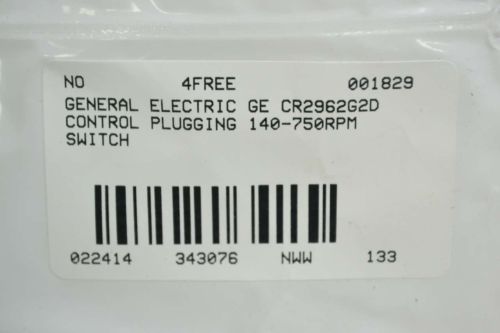 NO 4FREE 001829
GENERAL ELECTRIC GE CR2962G2D
CONTROL PLUGGING 140-750RPM
SWITCH
022414 343076 NWW 133